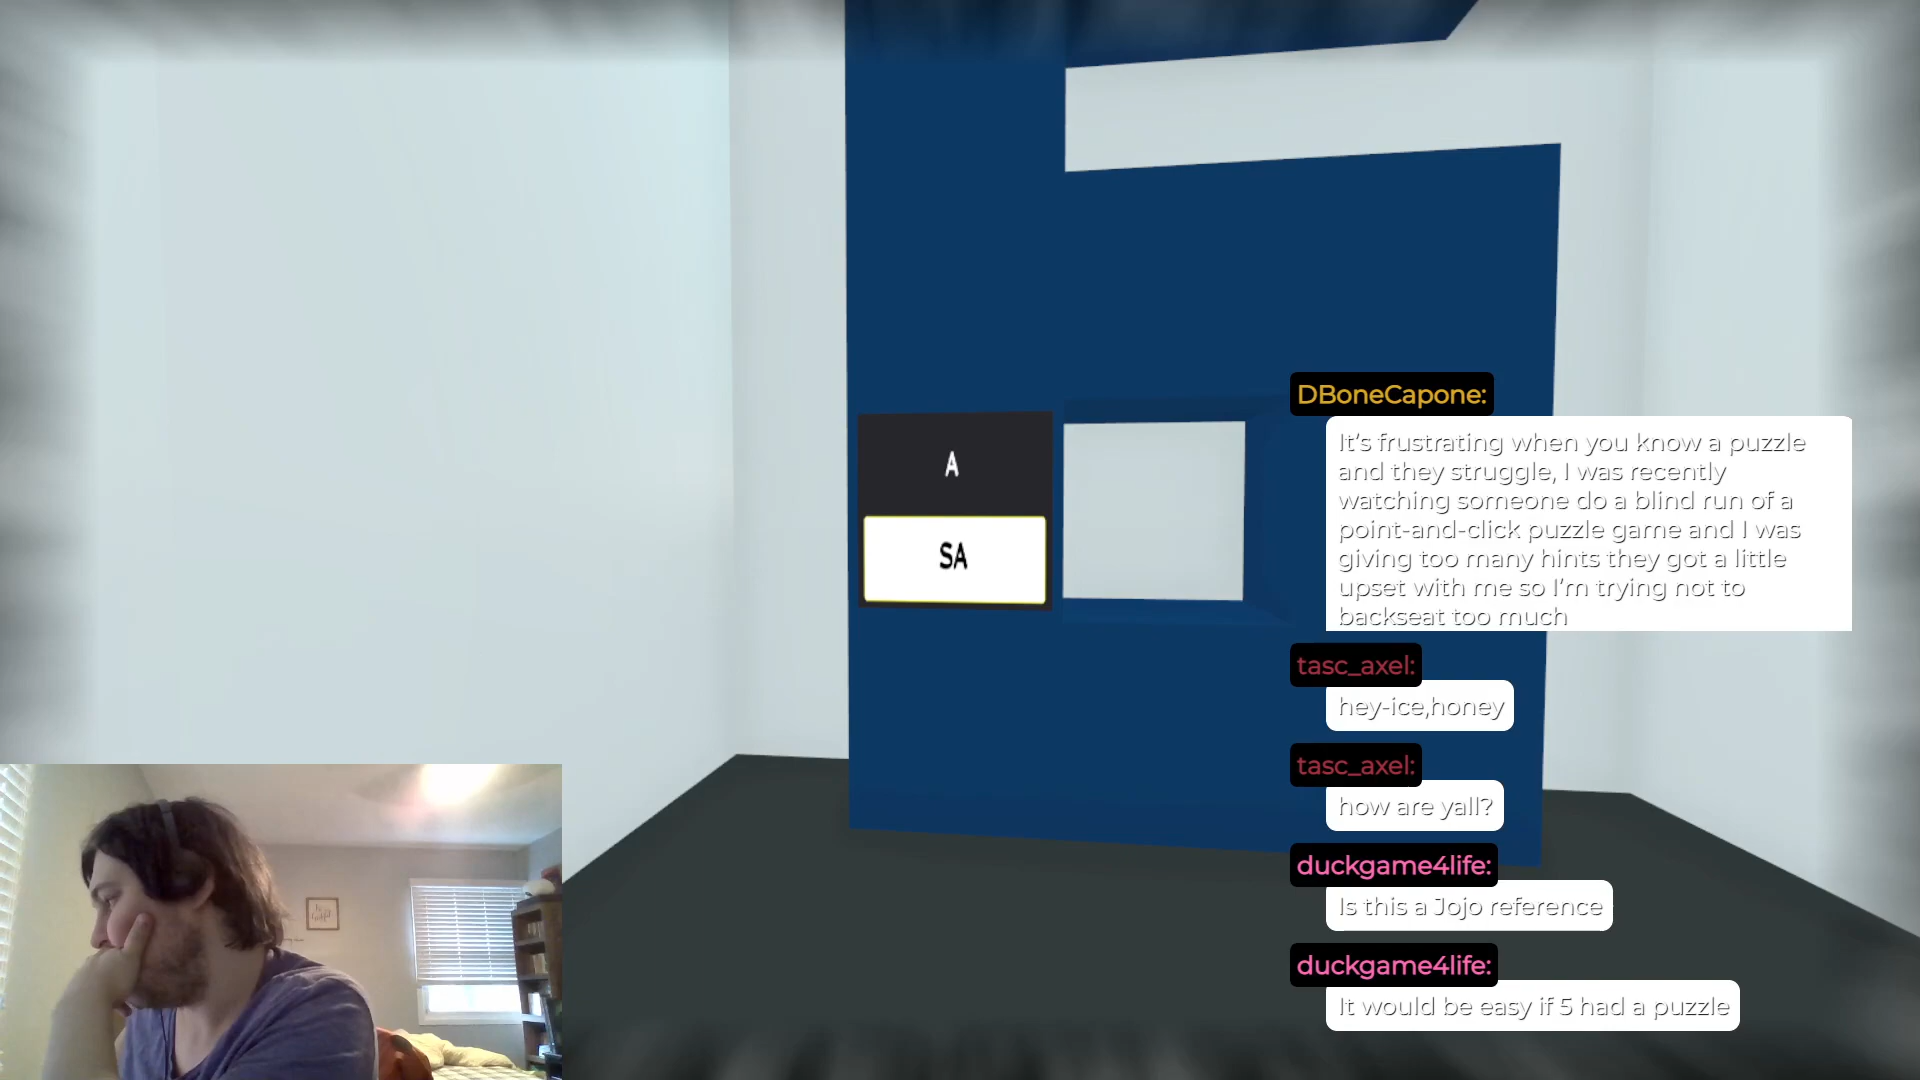 A
SA
DBoneCapone:
It's frustrating when you know a puzzle
and they struggle, I was recently
watching someone do a blind run of a
point-and-click puzzle game and I was
giving too many hints they got a little
upset with me so I'm trying not to
backseat too much
tasc_axel:
hey-ice,honey
tasc_axel:
how are yall?
duckgame4life:
Is this a Jojo reference
duckgame4life:
It would be easy if 5 had a puzzle